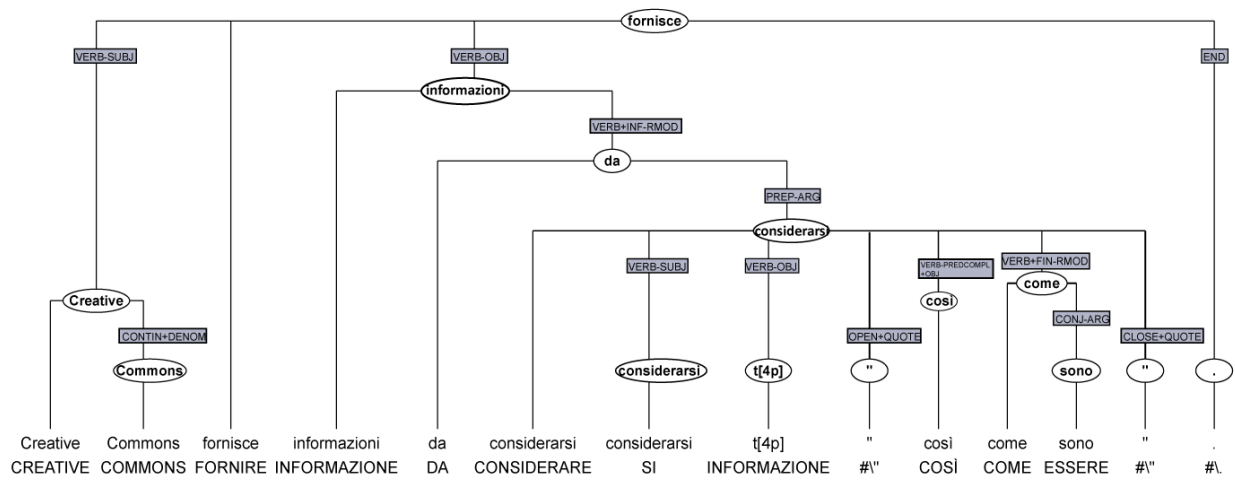 fornisce
VERB-SUBJ VERB-OBJ END
informazioni
VERB+INF-RMOD
da
PREP-ARG
considerarsi
VERB-SUBJ VERB-OBJ VERB-PREDCOMPL +OBJ VERB+FIN-RMOD
Creative così come
CONTIN+DENOM OPEN+QUOTE CONJ-ARG CLOSE+QUOTE
Commons considerarsi t[4p] " sono " .
Creative Commons fornisce informazioni da considerarsi considerarsi t[4p] " così come sono " .
CREATIVE COMMONS FORNIRE INFORMAZIONE DA CONSIDERARE SI INFORMAZIONE #\" COSÌ COME ESSERE #\" #\.